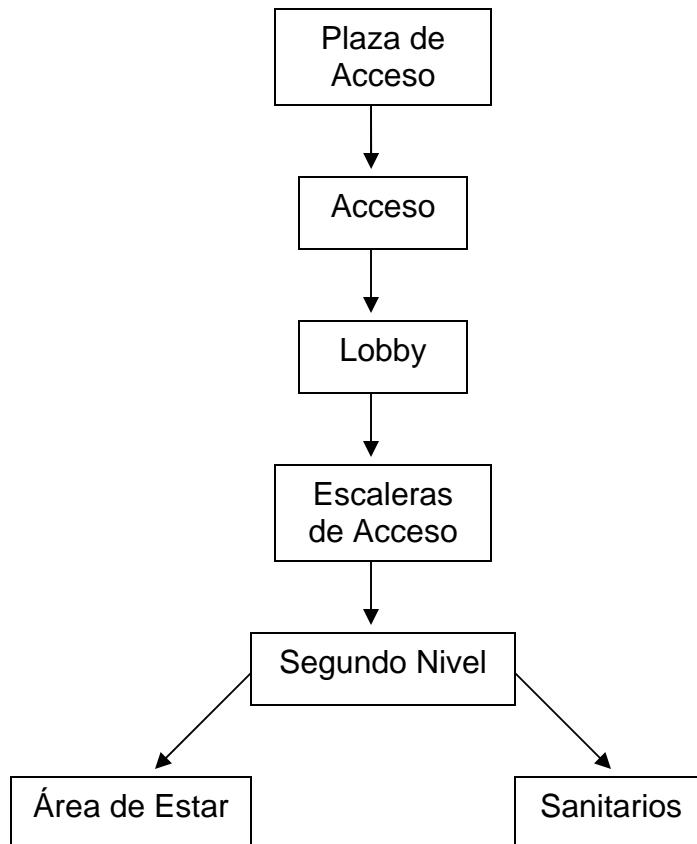 Plaza de
Acceso
Acceso
Lobby
Escaleras
de Acceso
Segundo Nivel
Área de Estar
Sanitarios